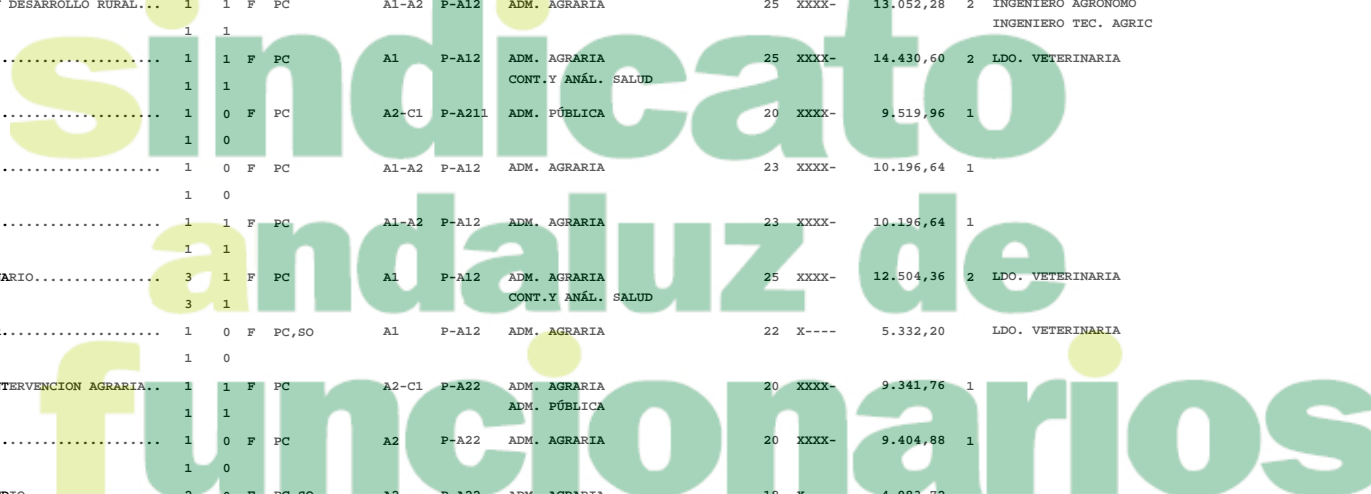 DESARROLLO RURAL... 1 1 F PC A1-A2 P-A12 ADM. AGRARIA 25 XXXX- 13.052,28 2 INGENIERO AGRONOMO
1 1 INGENIERO TEC. AGRIC
.................... 1 1 F PC A1 P-A12 ADM. AGRARIA 25 XXXX- 14.430,60 2 LDO. VETERINARIA
1 1 CONT.Y ANÁL. SALUD
.................... 1 0 F PC A2-C1 P-A211 ADM. PÚBLICA 20 XXXX- 9.519,96 1
1 0
.................... 1 0 F PC A1-A2 P-A12 ADM. AGRARIA 23 XXXX- 10.196,64 1
1 0
.................... 1 1 F PC A1-A2 P-A12 ADM. AGRARIA 23 XXXX- 10.196,64 1
1 1
ARIO................ 3 1 F PC A1 P-A12 ADM. AGRARIA 25 XXXX- 12.504,36 2 LDO. VETERINARIA
3 1 CONT.Y ANÁL. SALUD
.................... 1 0 F PC,SO A1 P-A12 ADM. AGRARIA 22 X---- 5.332,20 LDO. VETERINARIA
1 0
TERVENCION AGRARIA.. 1 1 F PC A2-C1 P-A22 ADM. AGRARIA 20 XXXX- 9.341,76 1
1 1 ADM. PÚBLICA
.................... 1 0 F PC A2 P-A22 ADM. AGRARIA 20 XXXX- 9.404,88 1
1 0
sindicato
andaluz de
funcionarios